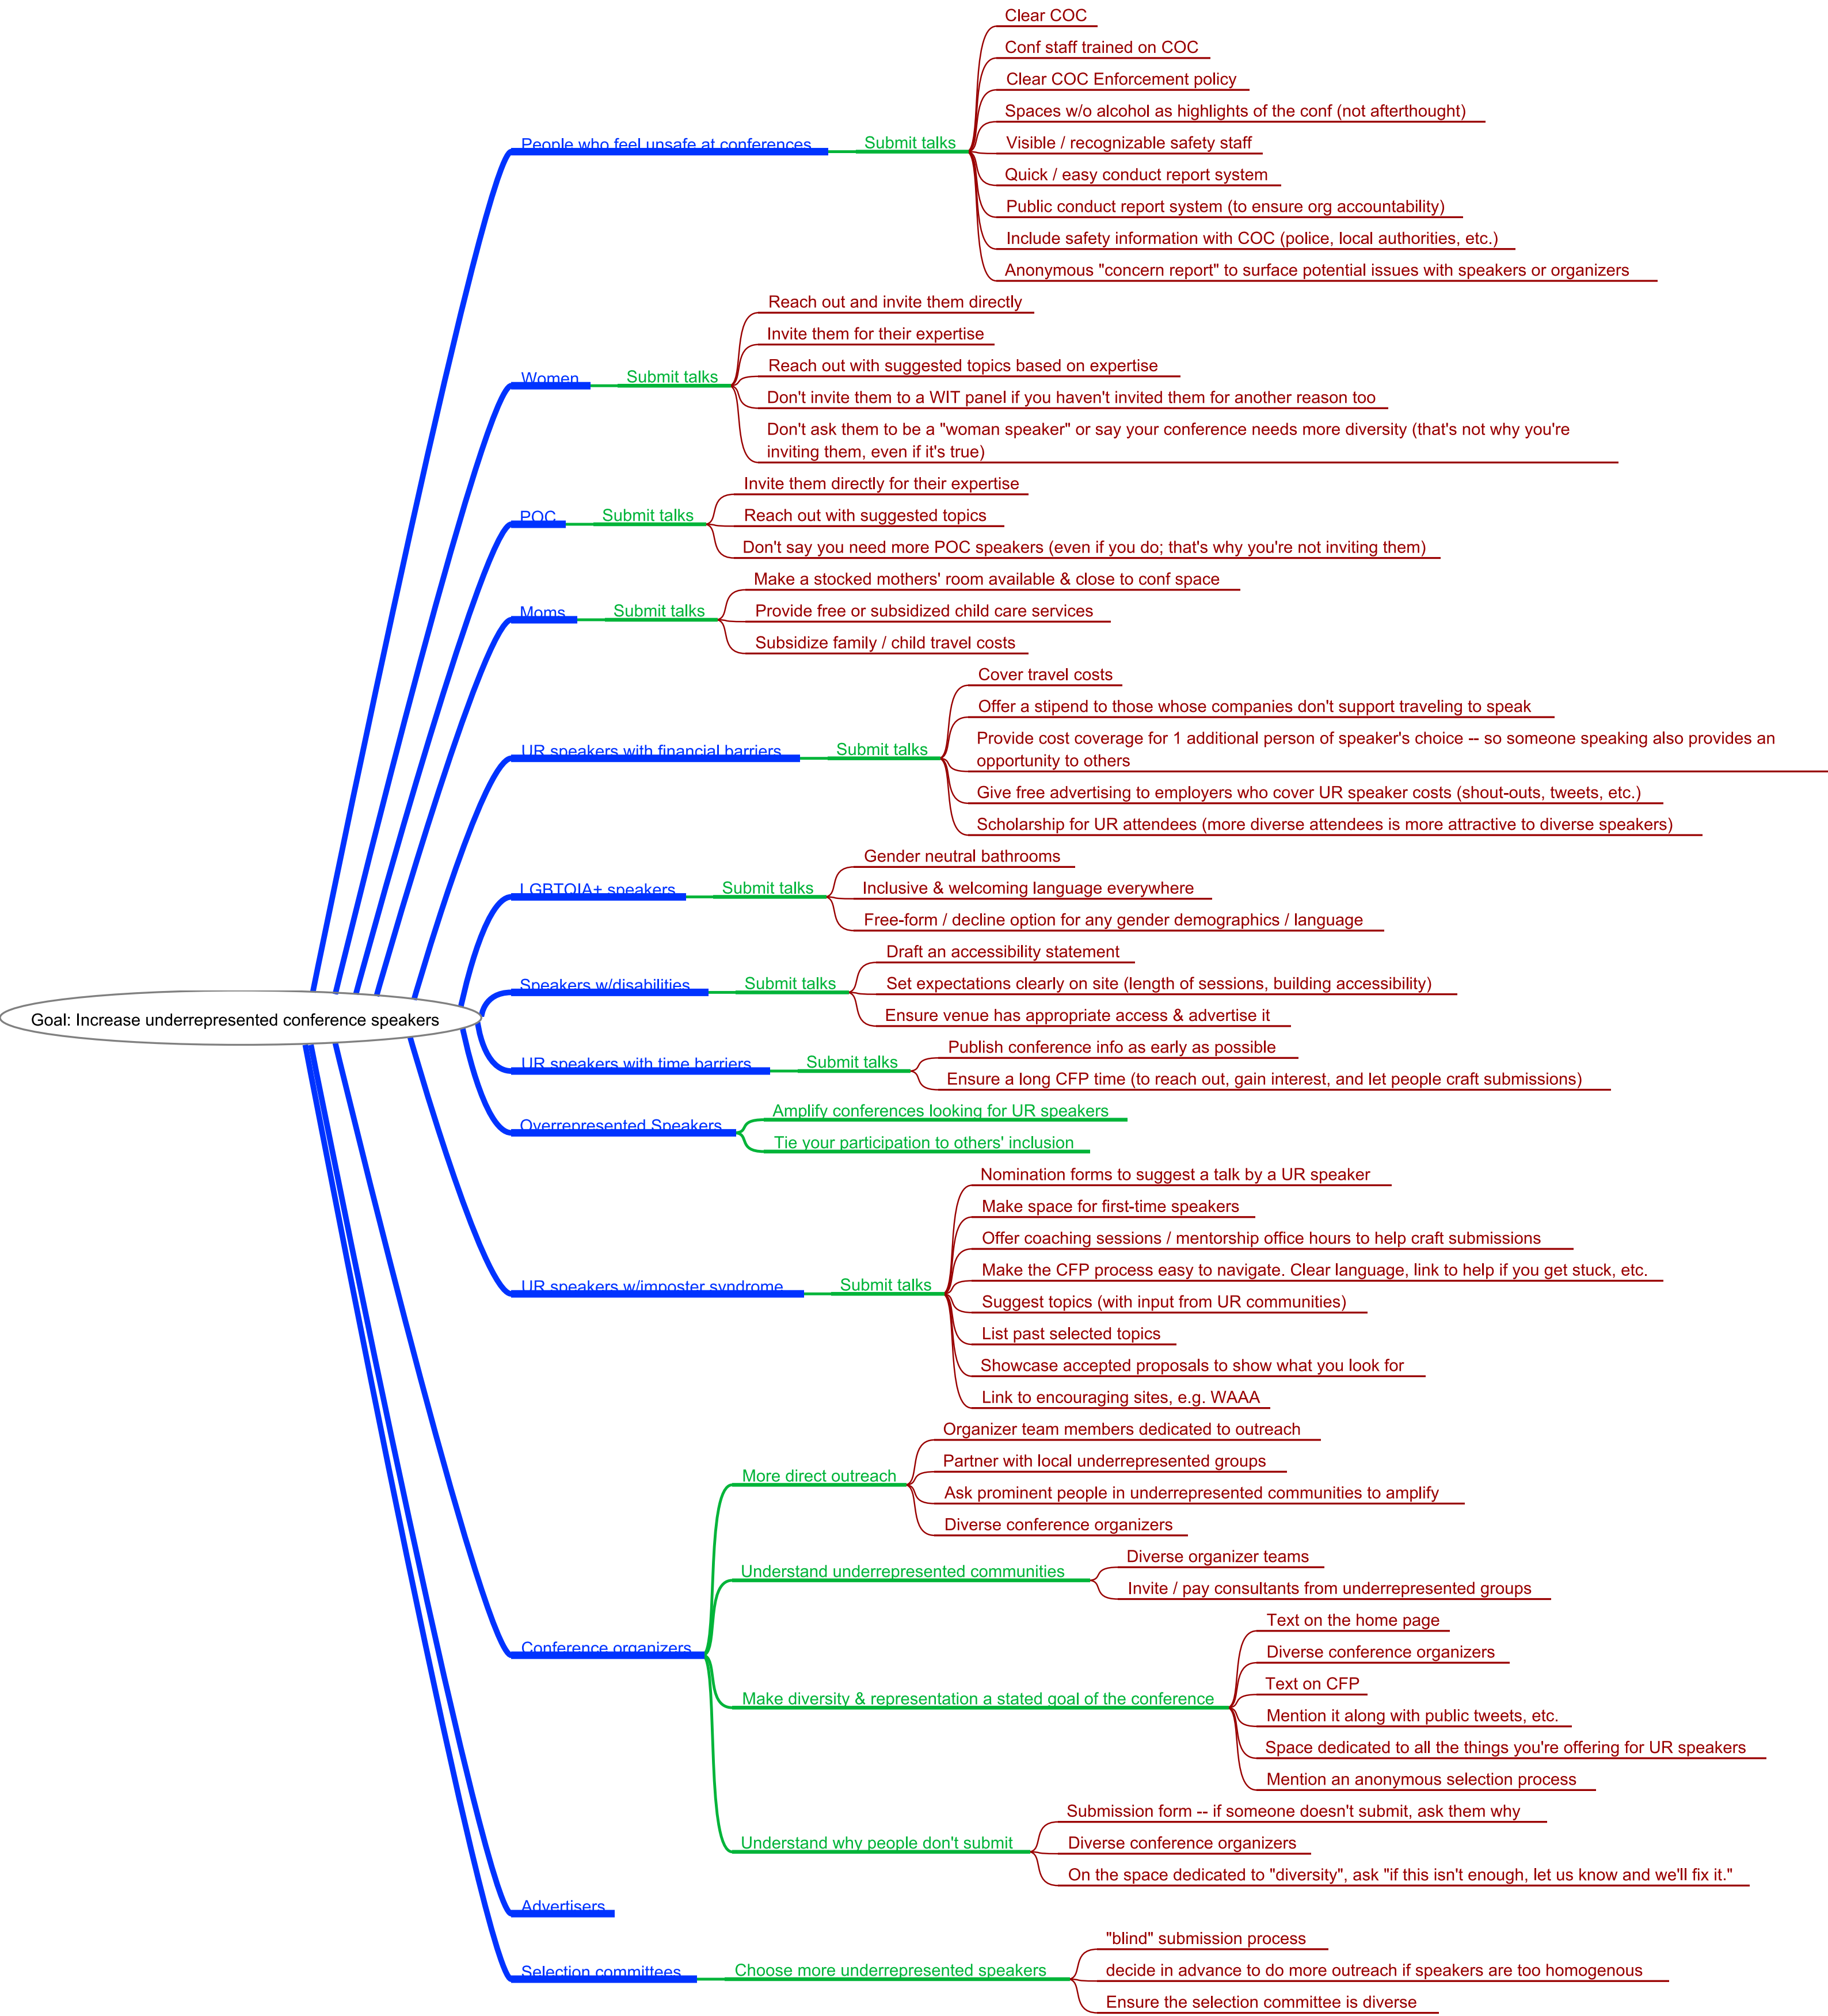 Clear COC
Conf staff trained on COC
Clear COC Enforcement policy
Spaces w/o alcohol as highlights of the conf (not afterthought)
People who feel unsafe at conferences
Submit talks
Visible / recognizable safety staff
Quick / easy conduct report system
Public conduct report system (to ensure org accountability)
Include safety information with COC (police, local authorities, etc.)
Anonymous "concern report" to surface potential issues with speakers or organizers
Reach out and invite them directly
Invite them for their expertise
Reach out with suggested topics based on expertise
Women
Submit talks
Don't invite them to a WIT panel if you haven't invited them for another reason too
Don't ask them to be a "woman speaker" or say your conference needs more diversity (that's not why you're
inviting them, even if it's true)
Invite them directly for their expertise
POC
Submit talks
Reach out with suggested topics
Don't say you need more POC speakers (even if you do; that's why you're not inviting them)
Make a stocked mothers' room available & close to conf space
Moms
Submit talks
Provide free or subsidized child care services
Subsidize family / child travel costs
Cover travel costs
Offer a stipend to those whose companies don't support traveling to speak
UR speakers with financial barriers
Submit talks
Provide cost coverage for 1 additional person of speaker's choice -- so someone speaking also provides an
opportunity to others
Give free advertising to employers who cover UR speaker costs (shout-outs, tweets, etc.)
Scholarship for UR attendees (more diverse attendees is more attractive to diverse speakers)
Gender neutral bathrooms
LGBTQIA+ speakers
Submit talks
Inclusive & welcoming language everywhere
Free-form / decline option for any gender demographics / language
Draft an accessibility statement
Speakers w/disabilities
Submit talks
Set expectations clearly on site (length of sessions, building accessibility)
Ensure venue has appropriate access & advertise it
Goal: Increase underrepresented conference speakers
Publish conference info as early as possible
UR speakers with time barriers
Submit talks
Ensure a long CFP time (to reach out, gain interest, and let people craft submissions)
Overrepresented Speakers
Amplify conferences looking for UR speakers
Tie your participation to others' inclusion
Nomination forms to suggest a talk by a UR speaker
Make space for first-time speakers
Offer coaching sessions / mentorship office hours to help craft submissions
Make the CFP process easy to navigate. Clear language, link to help if you get stuck, etc.
UR speakers w/imposter syndrome
Submit talks
Suggest topics (with input from UR communities)
List past selected topics
Showcase accepted proposals to show what you look for
Link to encouraging sites, e.g. WAAA
Organizer team members dedicated to outreach
Partner with local underrepresented groups
More direct outreach
Ask prominent people in underrepresented communities to amplify
Diverse conference organizers
Diverse organizer teams
Understand underrepresented communities
Invite / pay consultants from underrepresented groups
Conference organizers
Text on the home page
Diverse conference organizers
Text on CFP
Make diversity & representation a stated goal of the conference
Mention it along with public tweets, etc.
Space dedicated to all the things you're offering for UR speakers
Mention an anonymous selection process
Submission form -- if someone doesn't submit, ask them why
Understand why people don't submit
Diverse conference organizers
On the space dedicated to "diversity", ask "if this isn't enough, let us know and we'll fix it."
Advertisers
"blind" submission process
Selection committees
Choose more underrepresented speakers
decide in advance to do more outreach if speakers are too homogenous
Ensure the selection committee is diverse